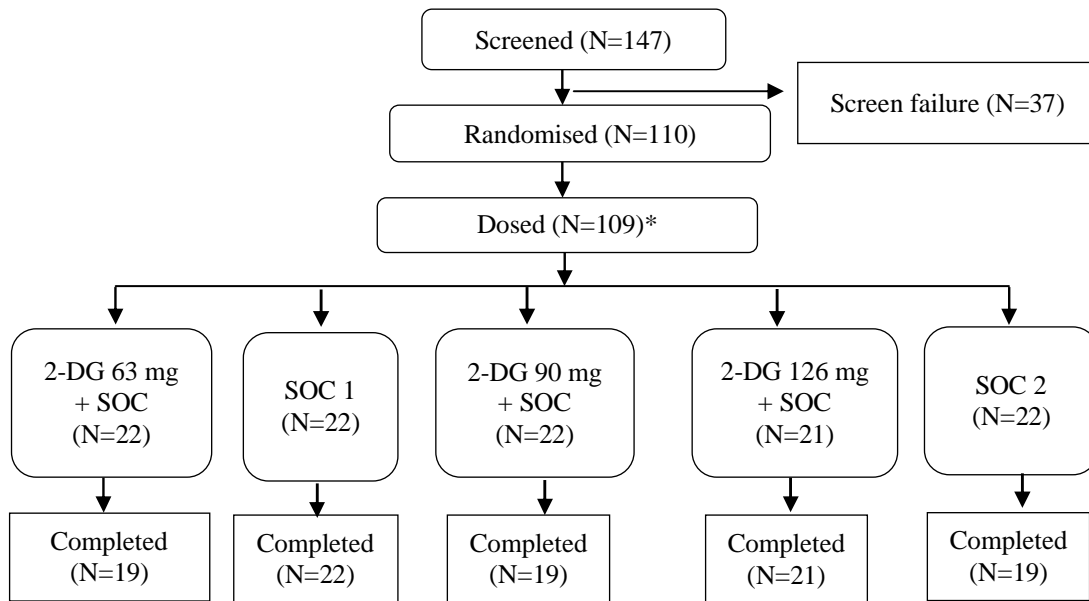 Screened (N=147)
Screen failure (N=37)
Randomised (N=110)
Dosed (N=109)*
2-DG 63 mg
+ SOC
(N=22)
SOC 1
(N=22)
2-DG 90 mg
+ SOC
(N=22)
2-DG 126 mg
+ SOC
(N=21)
SOC 2
(N=22)
Completed
(N=19)
Completed
(N=22)
Completed
(N=19)
Completed
(N=21)
Completed
(N=19)